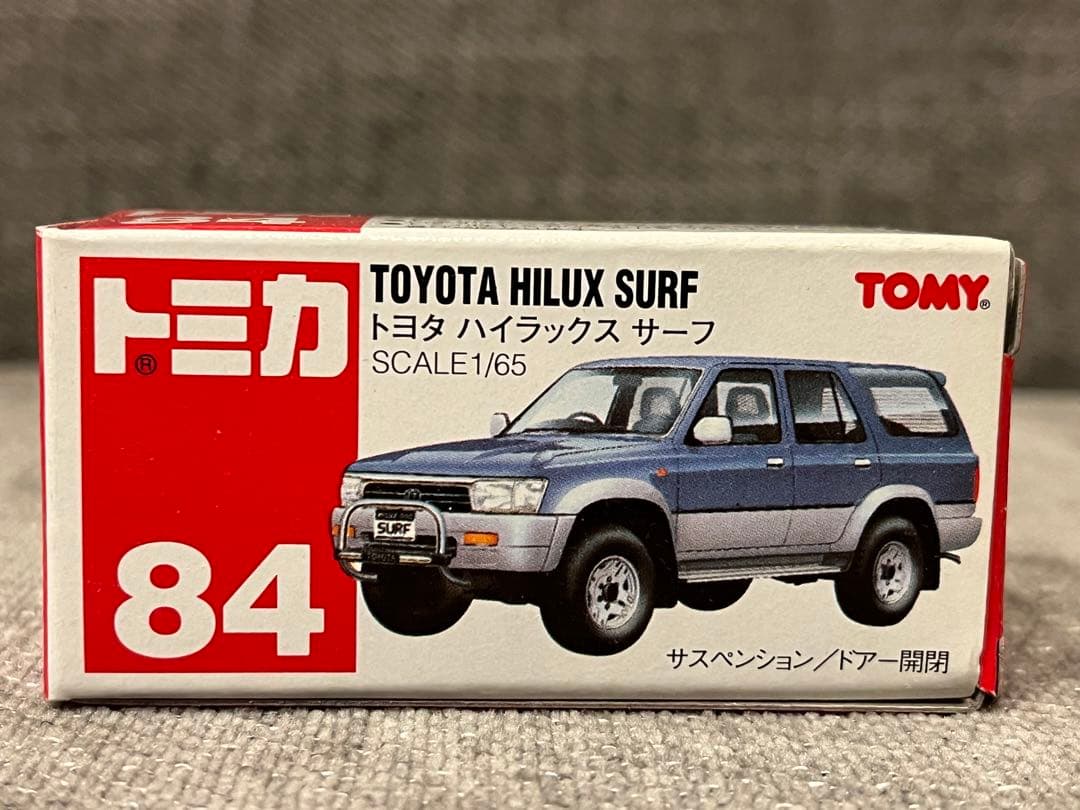 トミカ®
84
TOYOTA HILUX SURF
トヨタ ハイラックス サーフ
SCALE1/65
TOMY®
SURF
TOYOTA
サスペンション/ドアー開閉